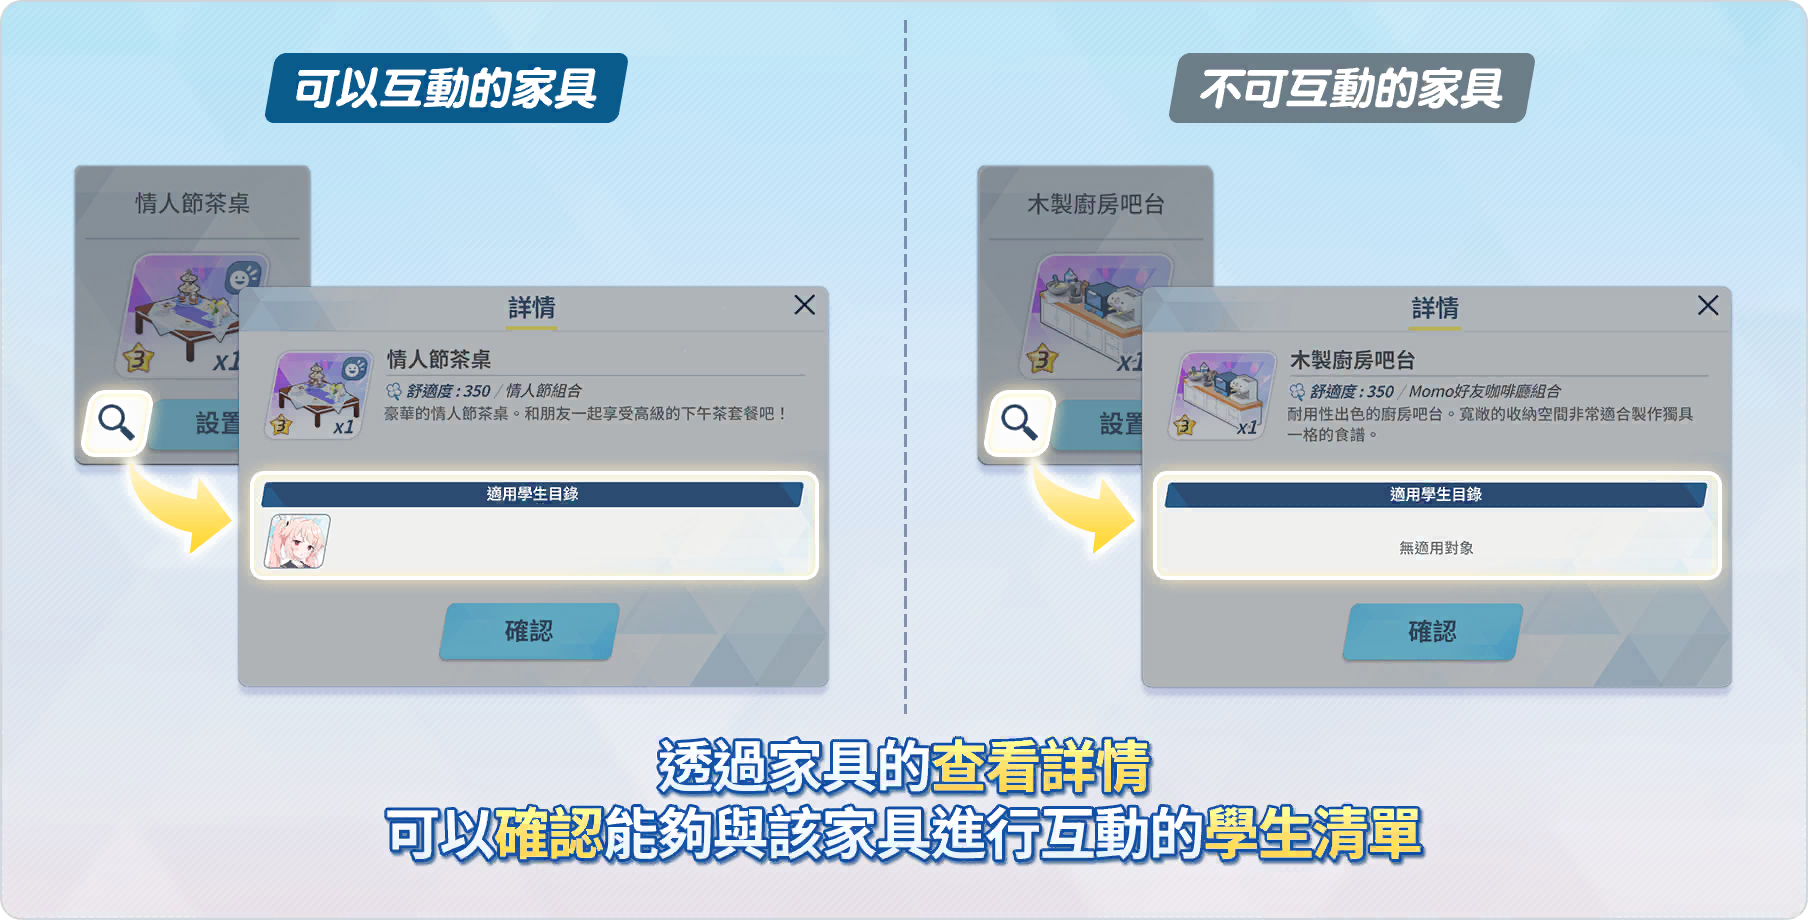 可以互動的家具
情人節茶桌
3
x1
設置
詳情
情人節茶桌
舒適度 : 350 / 情人節組合
豪華的情人節茶桌。和朋友一起享受高級的下午茶套餐吧！
3
x1
適用學生目錄
確認
不可互動的家具
木製廚房吧台
3
x1
設置
詳情
木製廚房吧台
舒適度 : 350 / Momo好友咖啡廳組合
耐用性出色的廚房吧台。寬敞的收納空間非常適合製作獨具
一格的食譜。
3
x1
適用學生目錄
無適用對象
確認
透過家具的查看詳情
可以確認能夠與該家具進行互動的學生清單